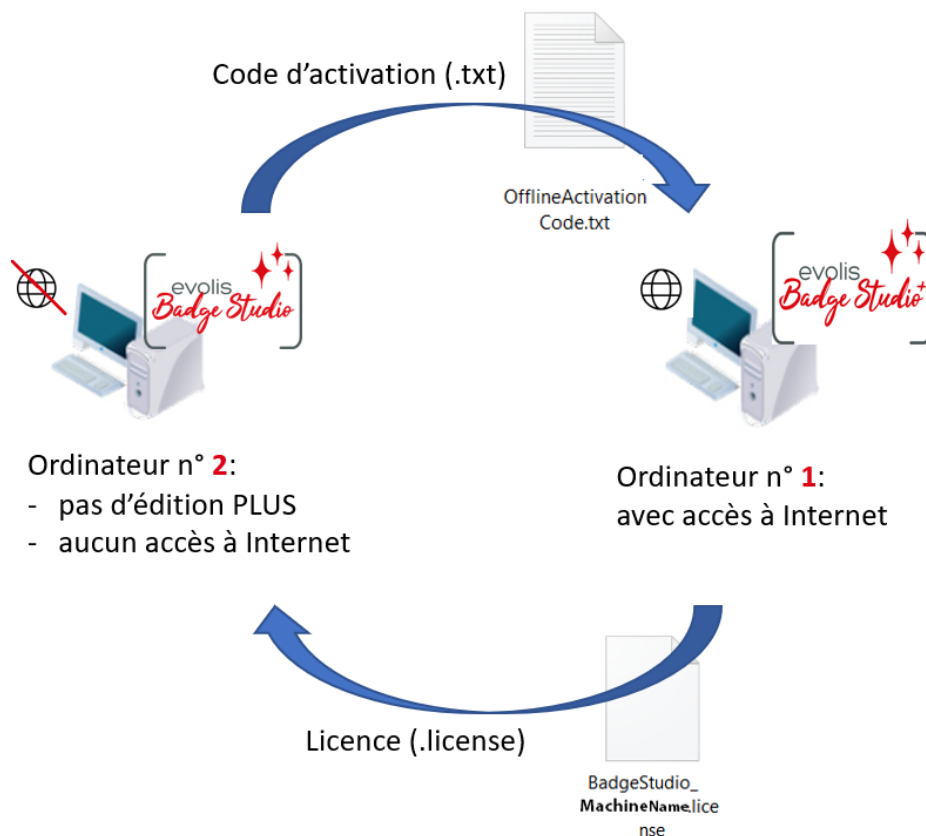 Code d’activation (.txt)
OfflineActivation
Code.txt
evolis
Badge Studio
evolis
Badge Studio+
Ordinateur n° 2:
- pas d’édition PLUS
- aucun accès à Internet
Ordinateur n° 1:
avec accès à Internet
Licence (.license)
BadgeStudio_
MachineName.lice
nse